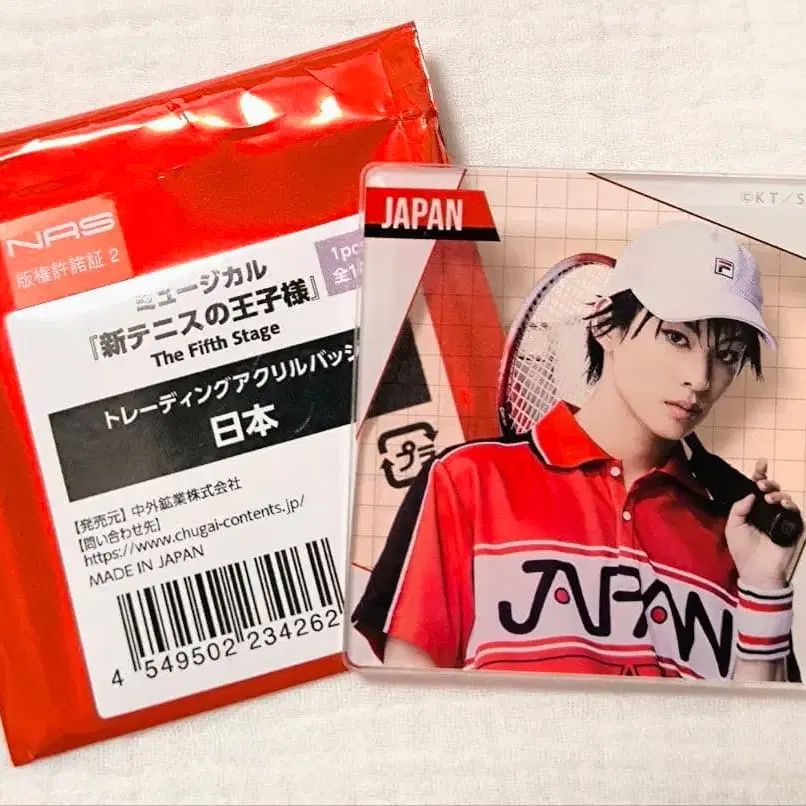 NAS
版権許諾証 2
ミュージカル
『新テニスの王子様』
The Fifth Stage
1pc
全1
トレーディングアクリルバッジ
日本
【発売元】中外鉱業株式会社
【問い合わせ先】
https://www.chugai-contents.jp/
MADE IN JAPAN
4 549502 234262
プラ
JAPAN
©KT/S
F
JAPAN